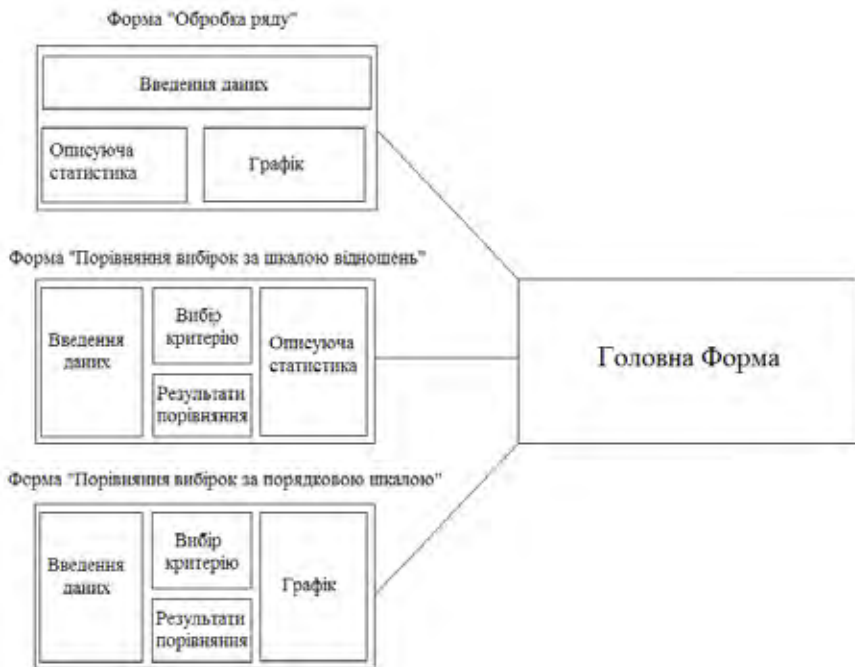 Форма "Обробка ряду"
Введення даних
Описуюча
статистика
Графік
Форма "Порівняння вибірок за шкалою відношень"
Введення
даних
Вибір
критерію
Результати
порівняння
Описуюча
статистика
Головна Форма
Форма "Порівняння вибірок за порядковою шкалою"
Введення
даних
Вибір
критерію
Результати
порівняння
Графік